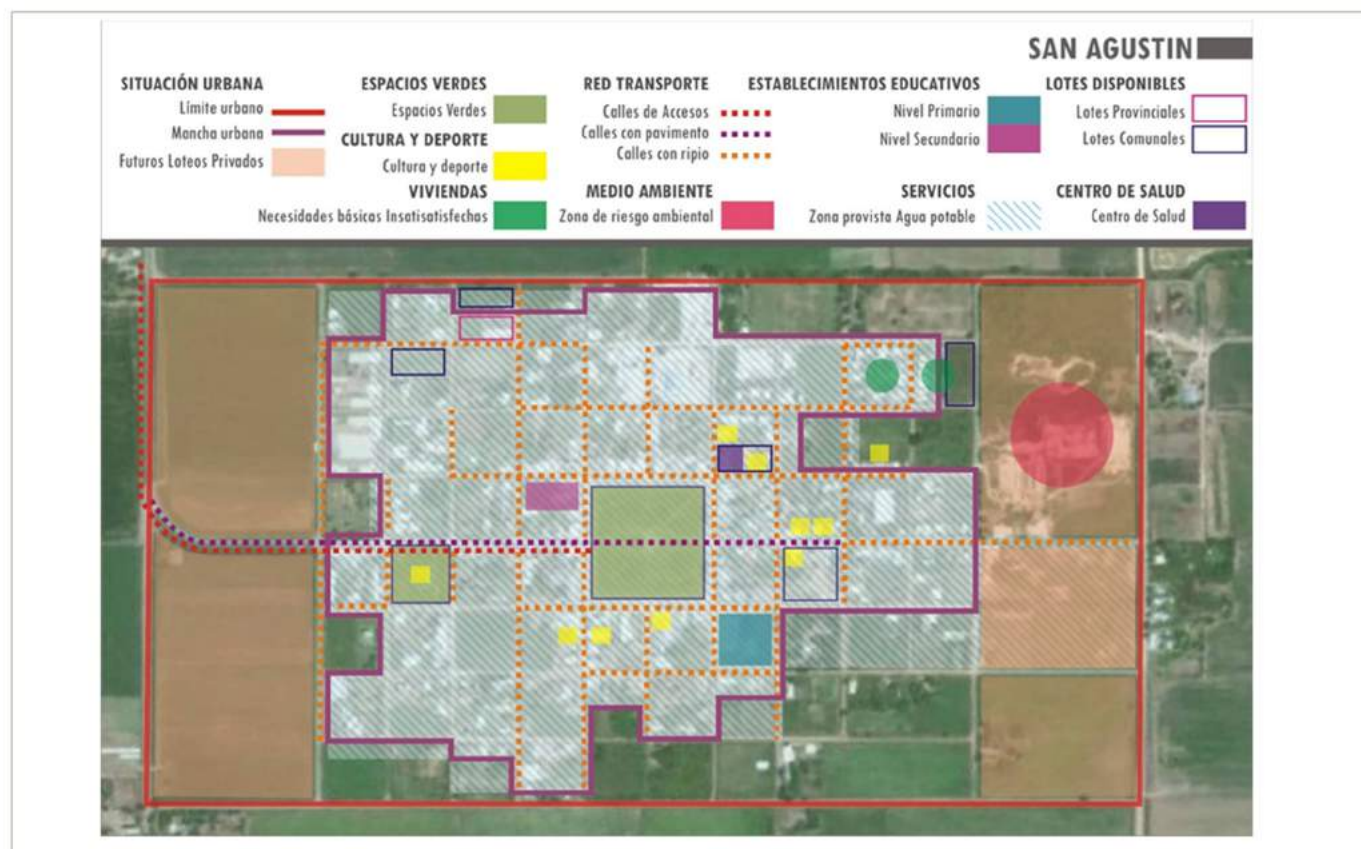 SAN AGUSTIN
SITUACIÓN URBANA
Límite urbano
Mancha urbana
Futuros Loteos Privados
ESPACIOS VERDES
Espacios Verdes
CULTURA Y DEPORTE
Cultura y deporte
VIVIENDAS
Necesidades básicas Insatisatisfechas
RED TRANSPORTE
Calles de Accesos
Calles con pavimento
Calles con ripio
MEDIO AMBIENTE
Zona de riesgo ambiental
ESTABLECIMIENTOS EDUCATIVOS
Nivel Primario
Nivel Secundario
SERVICIOS
Zona provista Agua potable
LOTES DISPONIBLES
Lotes Provinciales
Lotes Comunales
CENTRO DE SALUD
Centro de Salud